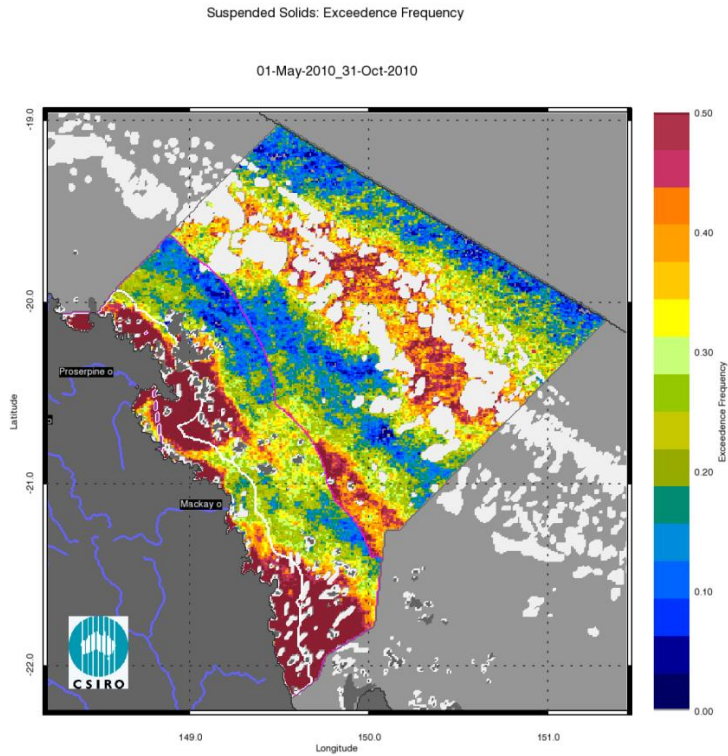 Suspended Solids: Exceedence Frequency
01-May-2010_31-Oct-2010
-19.0
-20.0
-21.0
-22.0
Latitude
Proserpine o
Mackay o
CSIRO
149.0
150.0
151.0
Longitude
0.50
0.40
0.30
0.20
0.10
0.00
Exceedence Frequency